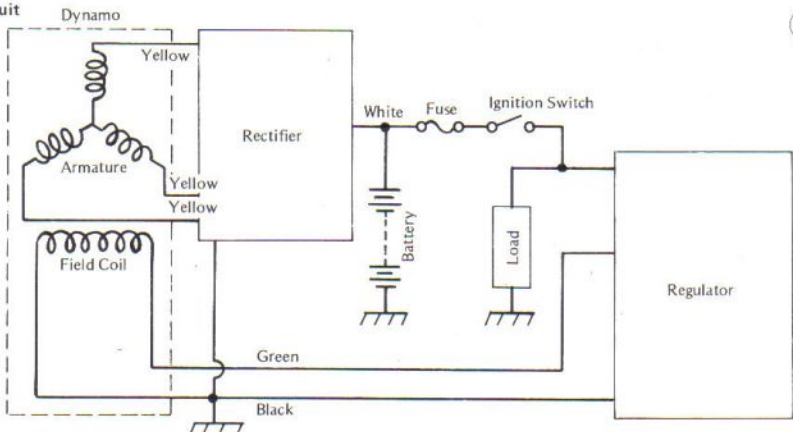 uit
Dynamo
Yellow
Rectifier
White
Fuse
Ignition Switch
Armature
Yellow
Yellow
Field Coil
Battery
Load
Regulator
Green
Black